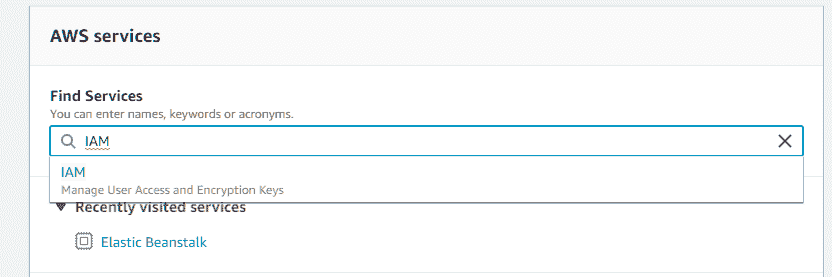 AWS services
Find Services
You can enter names, keywords or acronyms.
IAM
IAM
Manage User Access and Encryption Keys
Recently visited services
Elastic Beanstalk